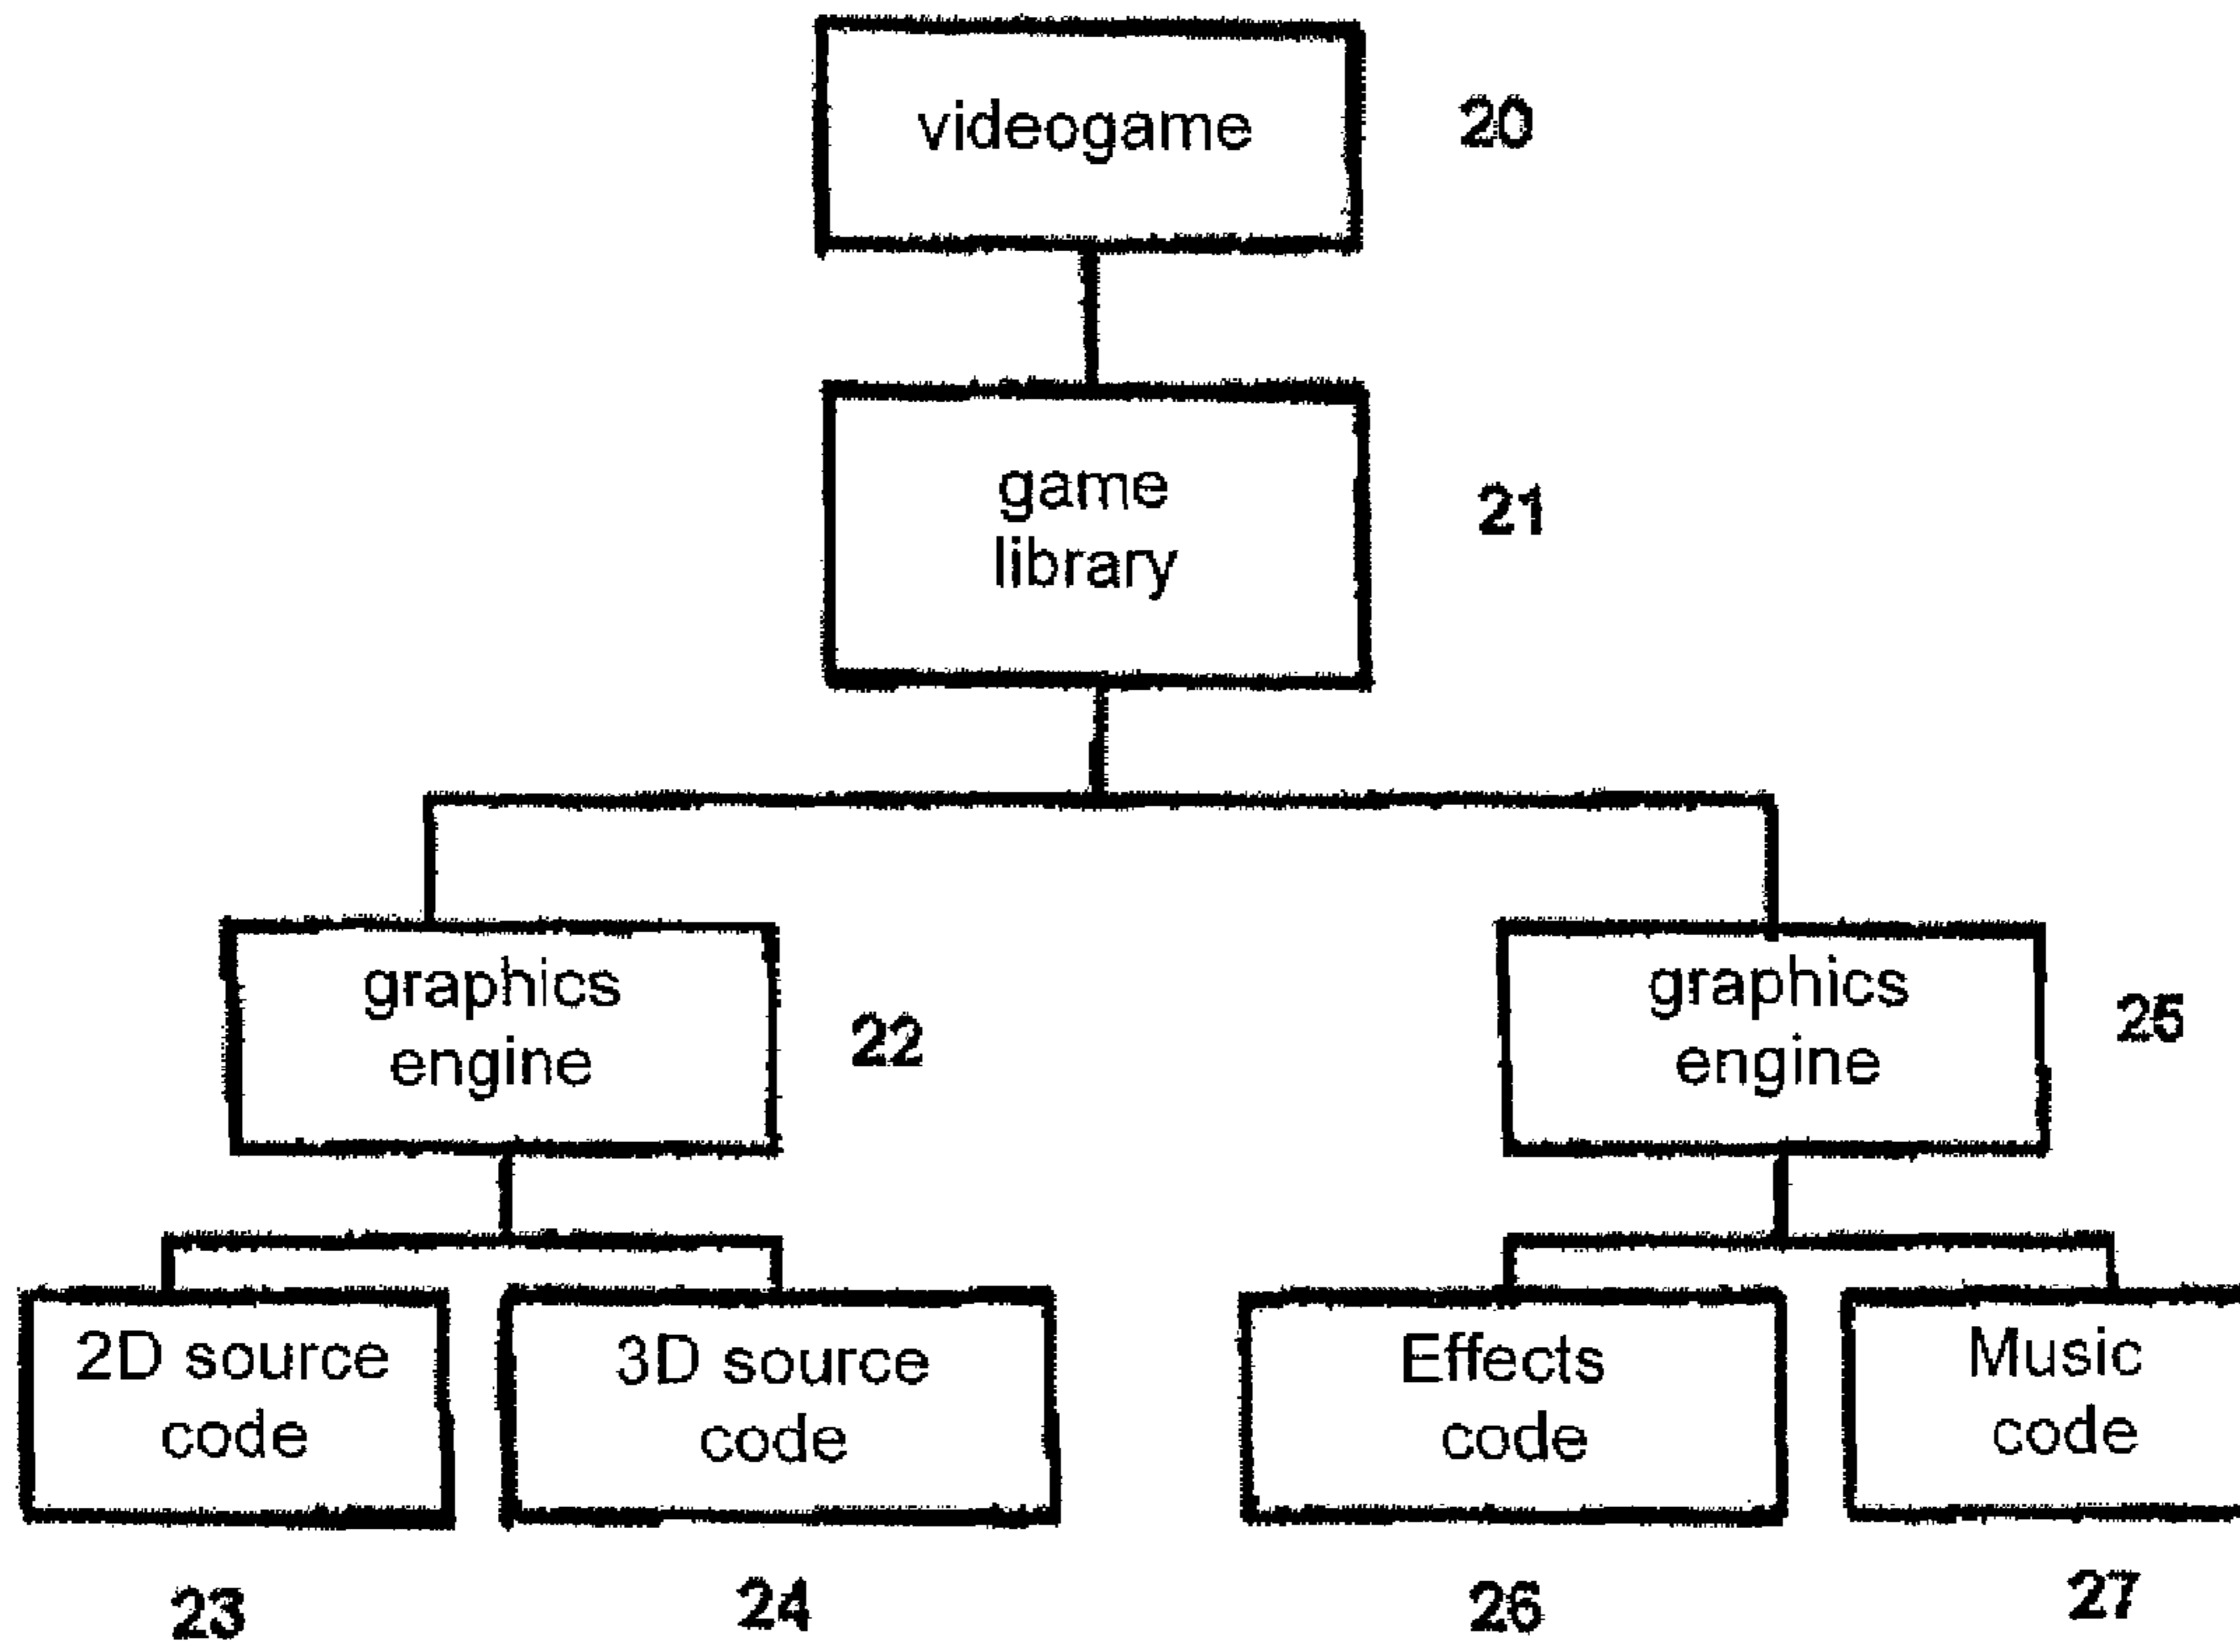 videogame
20
game
library
21
graphics
engine
22
graphics
engine
25
2D source
code
3D source
code
Effects
code
Music
code
23
24
26
27